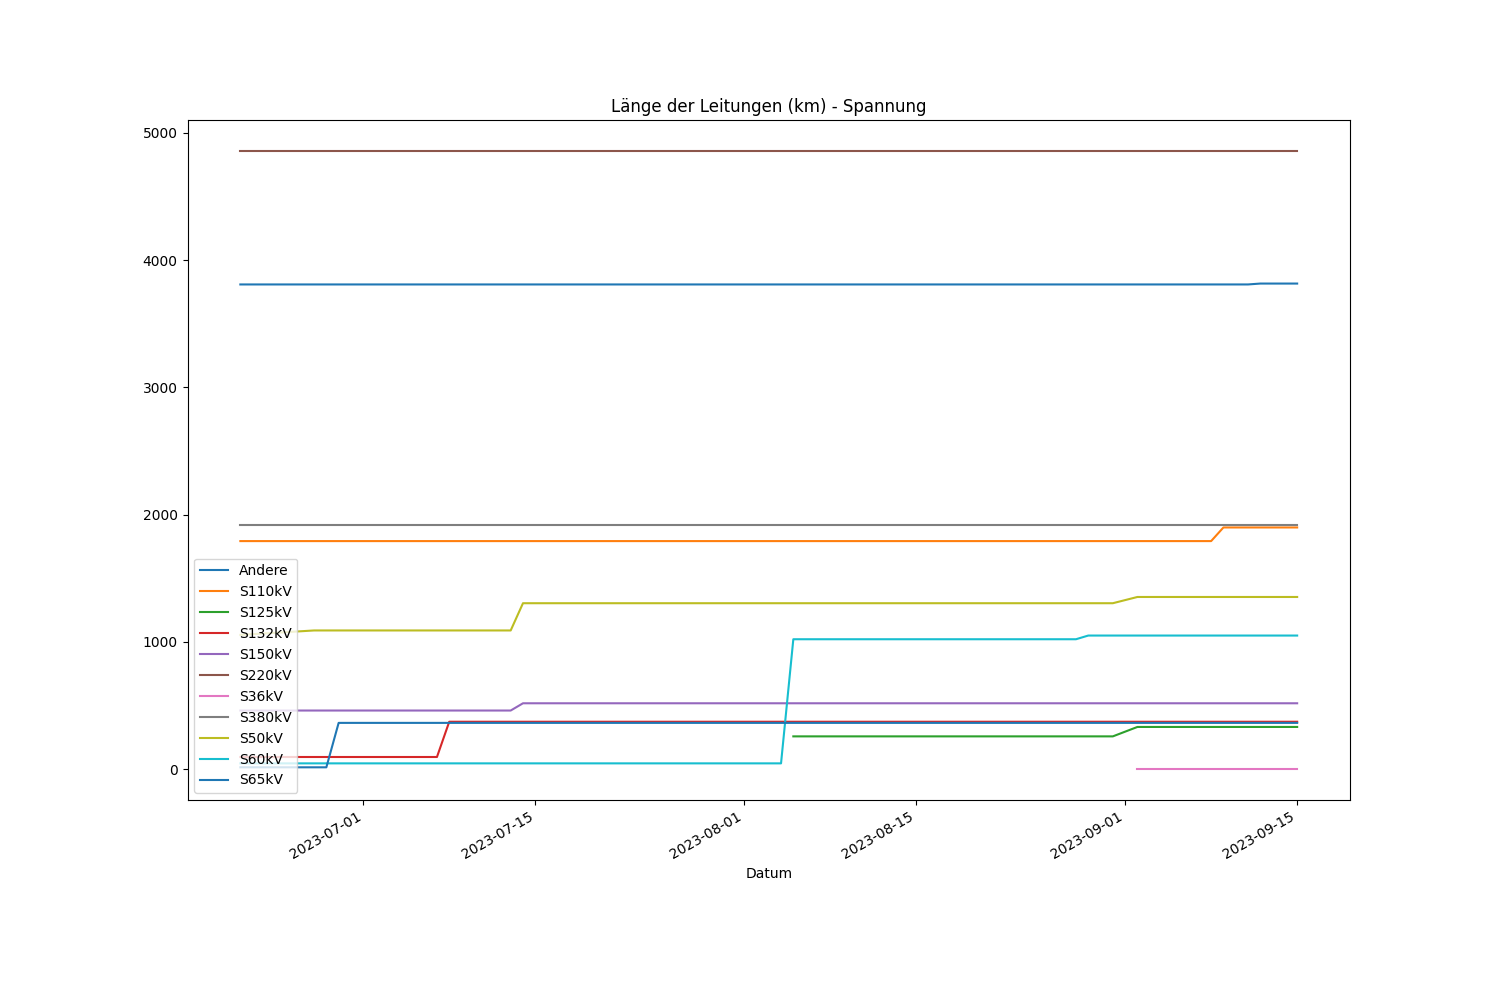 Länge der Leitungen (km) - Spannung
5000
4000
3000
2000
1000
0
Andere
S110kV
S125kV
S132kV
S150kV
S220kV
S36kV
S380kV
S50kV
S60kV
S65kV
2023-07-01
2023-07-15
2023-08-01
2023-08-15
2023-09-01
2023-09-15
Datum